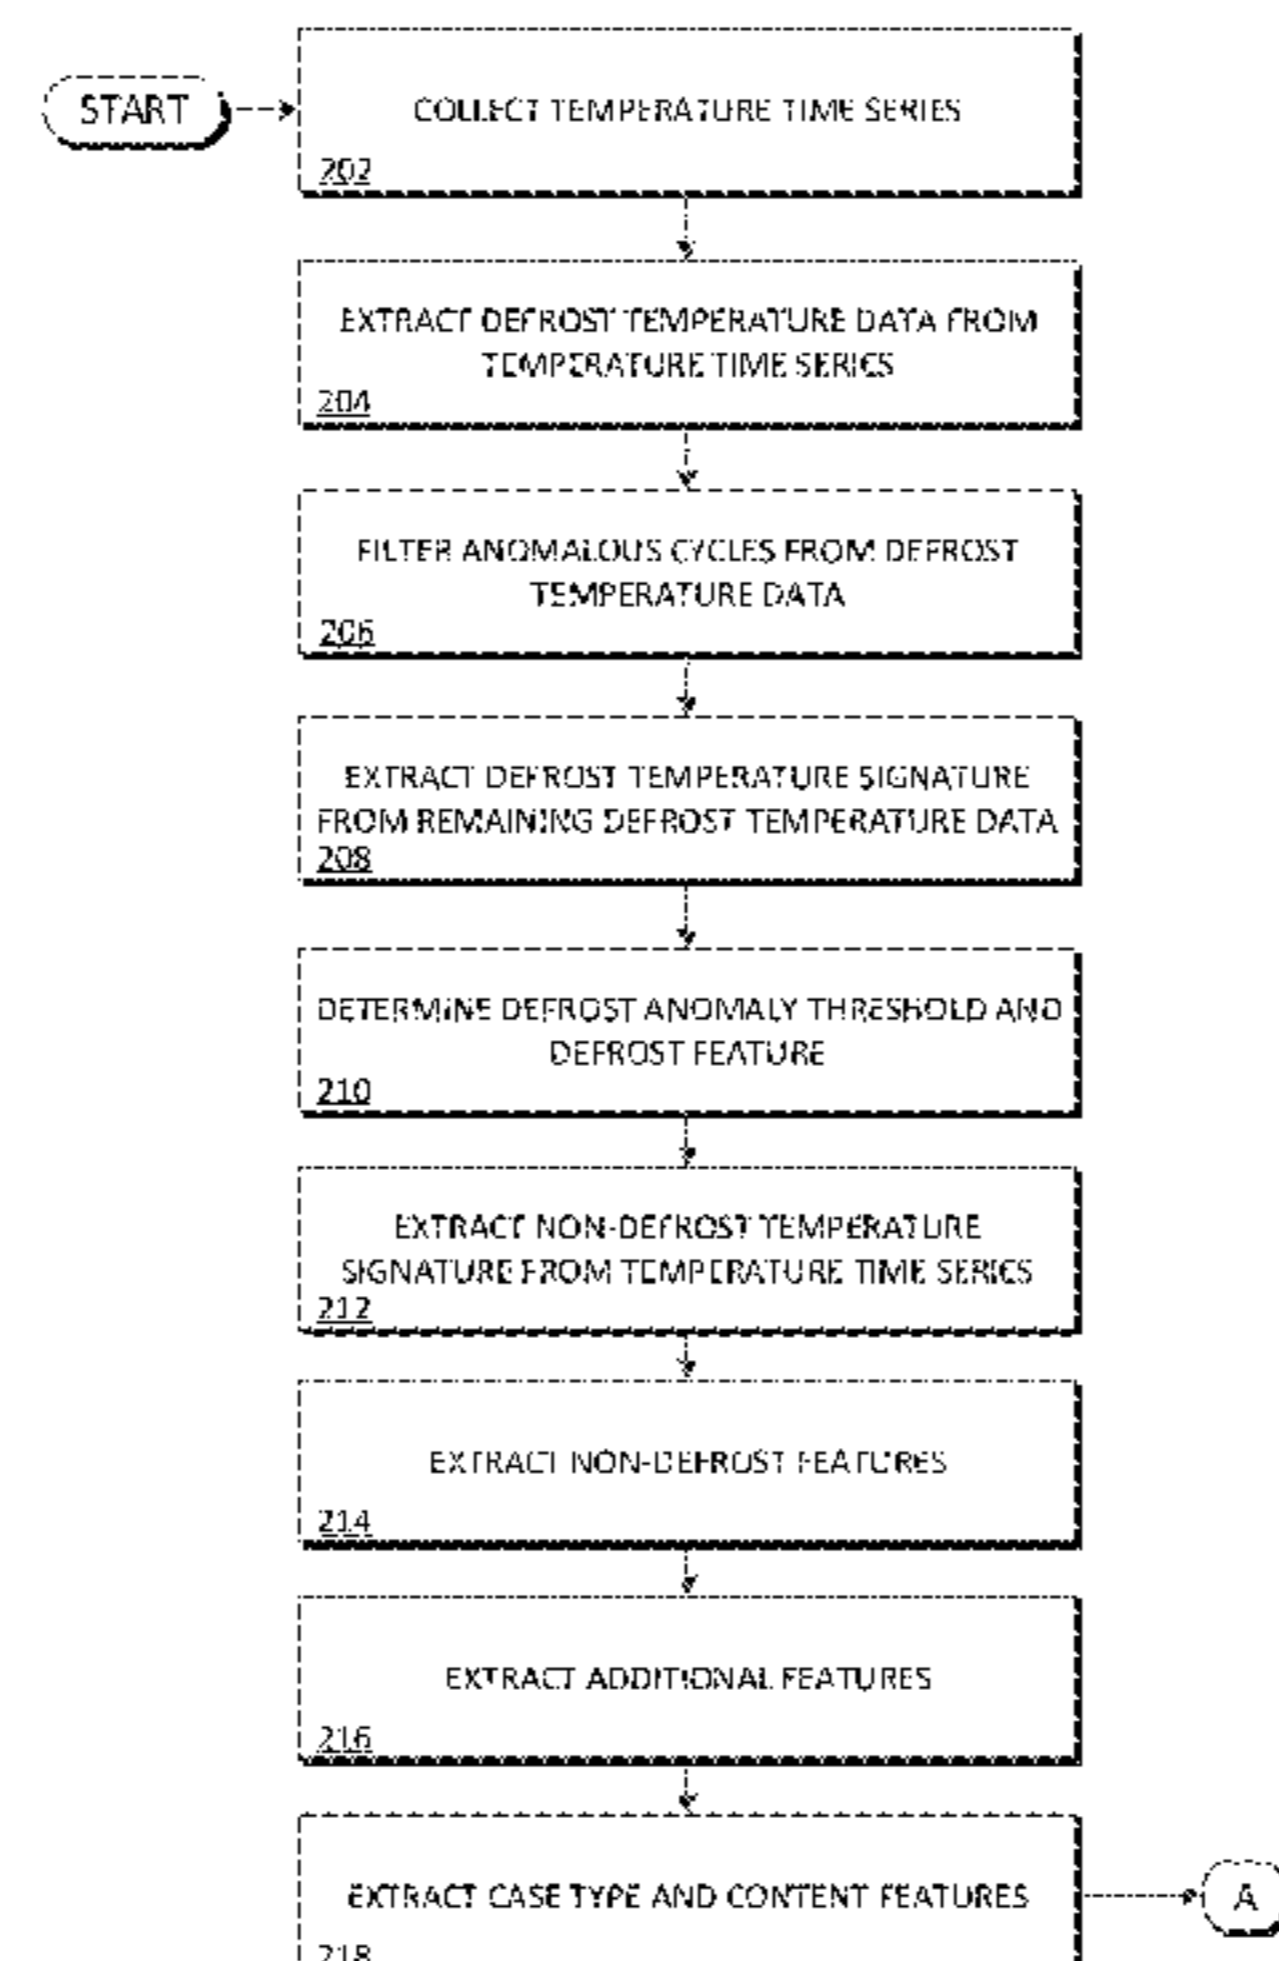 START
COLLECT TEMPERATURE TIME SERIES
202
EXTRACT DEFROST TEMPERATURE DATA FROM
TEMPERATURE TIME SERIES
204
FILTER ANOMALOUS CYCLES FROM DEFROST
TEMPERATURE DATA
206
EXTRACT DEFROST TEMPERATURE SIGNATURE
FROM REMAINING DEFROST TEMPERATURE DATA
208
DETERMINE DEFROST ANOMALY THRESHOLD AND
DEFROST FEATURE
210
EXTRACT NON-DEFROST TEMPERATURE
SIGNATURE FROM TEMPERATURE TIME SERIES
212
EXTRACT NON-DEFROST FEATURES
214
EXTRACT ADDITIONAL FEATURES
216
EXTRACT CASE TYPE AND CONTENT FEATURES
A
218